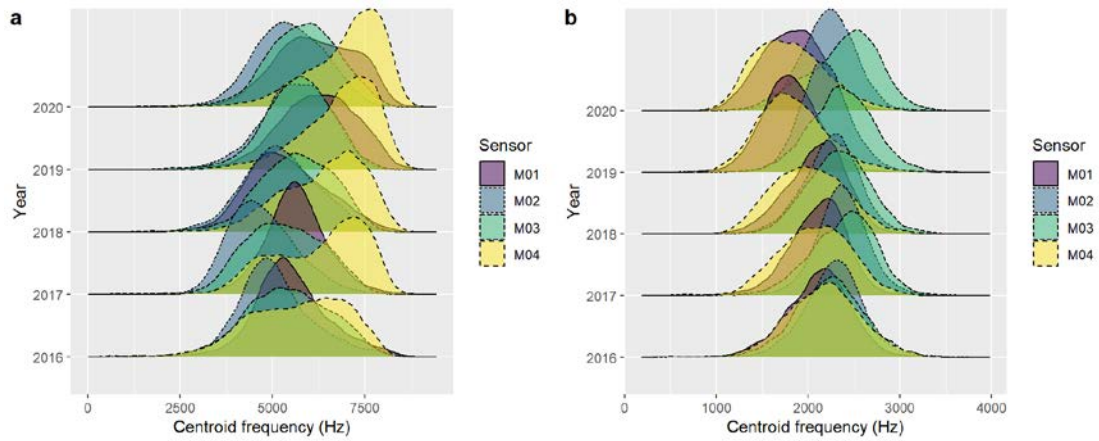 a
Year
2020
2019
2018
2017
2016
0
2500
5000
7500
Centroid frequency (Hz)
Sensor
M01
M02
M03
M04
b
Year
2020
2019
2018
2017
2016
0
1000
2000
3000
4000
Centroid frequency (Hz)
Sensor
M01
M02
M03
M04